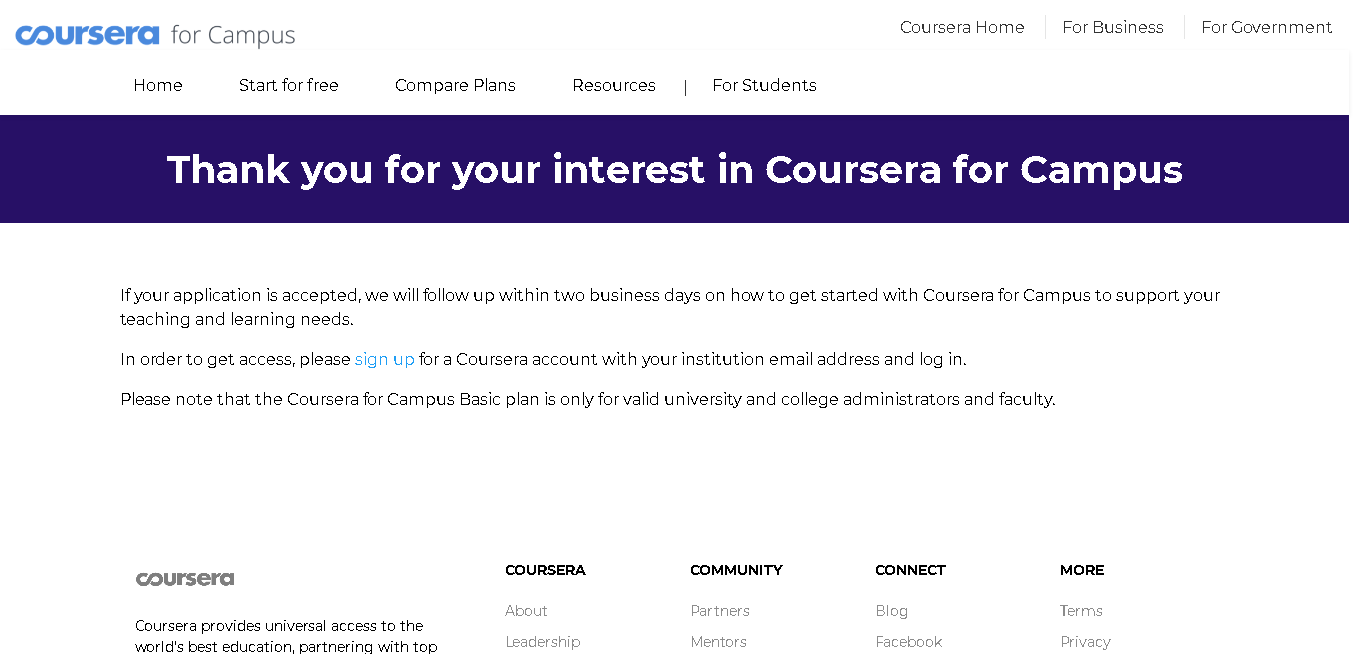 coursera for Campus
Coursera Home
For Business
For Government
Home
Start for free
Compare Plans
Resources
|
For Students
Thank you for your interest in Coursera for Campus
If your application is accepted, we will follow up within two business days on how to get started with Coursera for Campus to support your
teaching and learning needs.
In order to get access, please sign up for a Coursera account with your institution email address and log in.
Please note that the Coursera for Campus Basic plan is only for valid university and college administrators and faculty.
coursera
Coursera provides universal access to the
world's best education, partnering with top
COURSERA
About
Leadership
COMMUNITY
Partners
Mentors
CONNECT
Blog
Facebook
MORE
Terms
Privacy